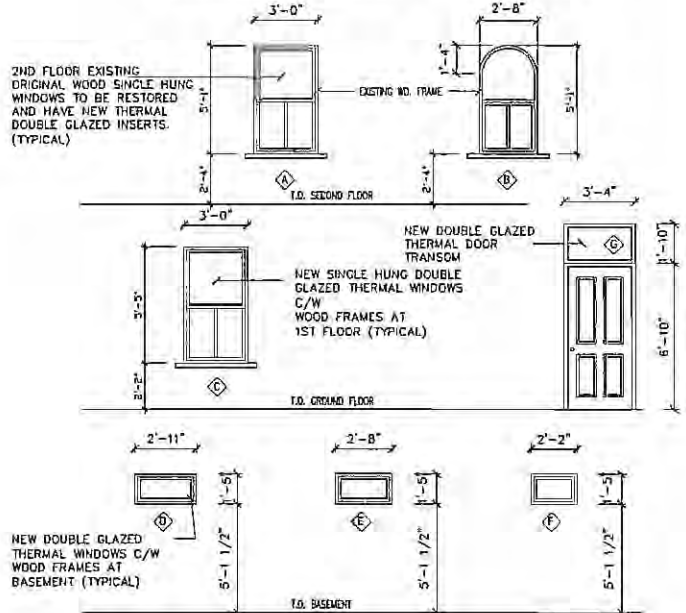 3'-0"
2'-8"
2ND FLOOR EXISTING
ORIGINAL WOOD SINGLE HUNG
WINDOWS TO BE RESTORED
AND HAVE NEW THERMAL
DOUBLE GLAZED INSERTS.
(TYPICAL)
5'-1"
EXISTING WD. FRAME
1'-4"
5'-1"
2'-4"
A
2'-4"
B
T.O. SECOND FLOOR
3'-0"
3'-4"
NEW DOUBLE GLAZED
THERMAL DOOR
TRANSOM
G
1'-10"
5'-5"
NEW SINGLE HUNG DOUBLE
GLAZED THERMAL WINDOWS
C/W
WOOD FRAMES AT
1ST FLOOR (TYPICAL)
6'-10"
2'-2"
C
T.O. GROUND FLOOR
2'-11"
2'-8"
2'-2"
1'-5"
1'-5"
1'-5"
D
E
F
NEW DOUBLE GLAZED
THERMAL WINDOWS C/W
WOOD FRAMES AT
BASEMENT (TYPICAL)
5'-1 1/2"
5'-1 1/2"
5'-1 1/2"
T.O. BASEMENT